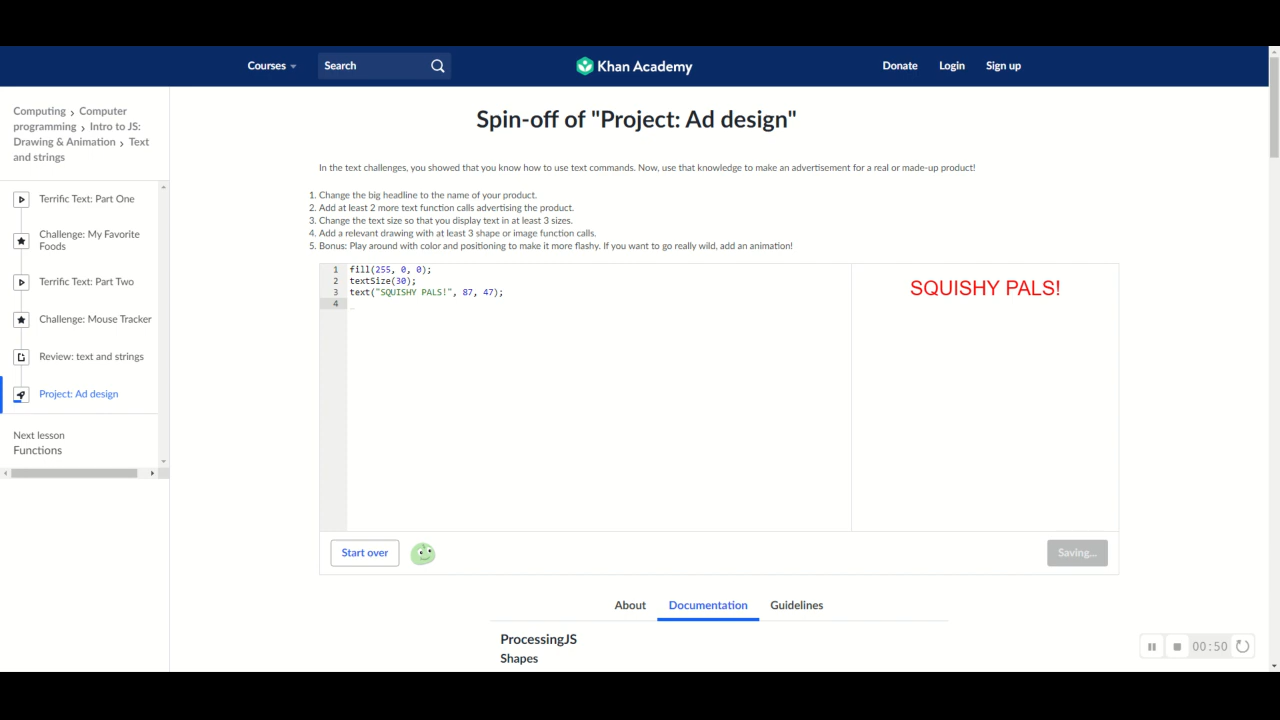 Courses
Search
Khan Academy
Donate
Login
Sign up
Computing > Computer
programming > Intro to JS:
Drawing & Animation > Text
and strings
Terrific Text: Part One
Challenge: My Favorite
Foods
Terrific Text: Part Two
Challenge: Mouse Tracker
Review: text and strings
Project: Ad design
Next lesson
Functions
Spin-off of "Project: Ad design"
In the text challenges, you showed that you know how to use text commands. Now, use that knowledge to make an advertisement for a real or made-up product!
1. Change the big headline to the name of your product.
2. Add at least 2 more text function calls advertising the product.
3. Change the text size so that you display text in at least 3 sizes.
4. Add a relevant drawing with at least 3 shape or image function calls.
5. Bonus: Play around with color and positioning to make it more flashy. If you want to go really wild, add an animation!
1 fill(255, 0, 0);
2 textSize(30);
3 text("SQUISHY PALS!", 87, 47);
4
SQUISHY PALS!
Start over
Saving...
About
Documentation
Guidelines
ProcessingJS
Shapes
00:50